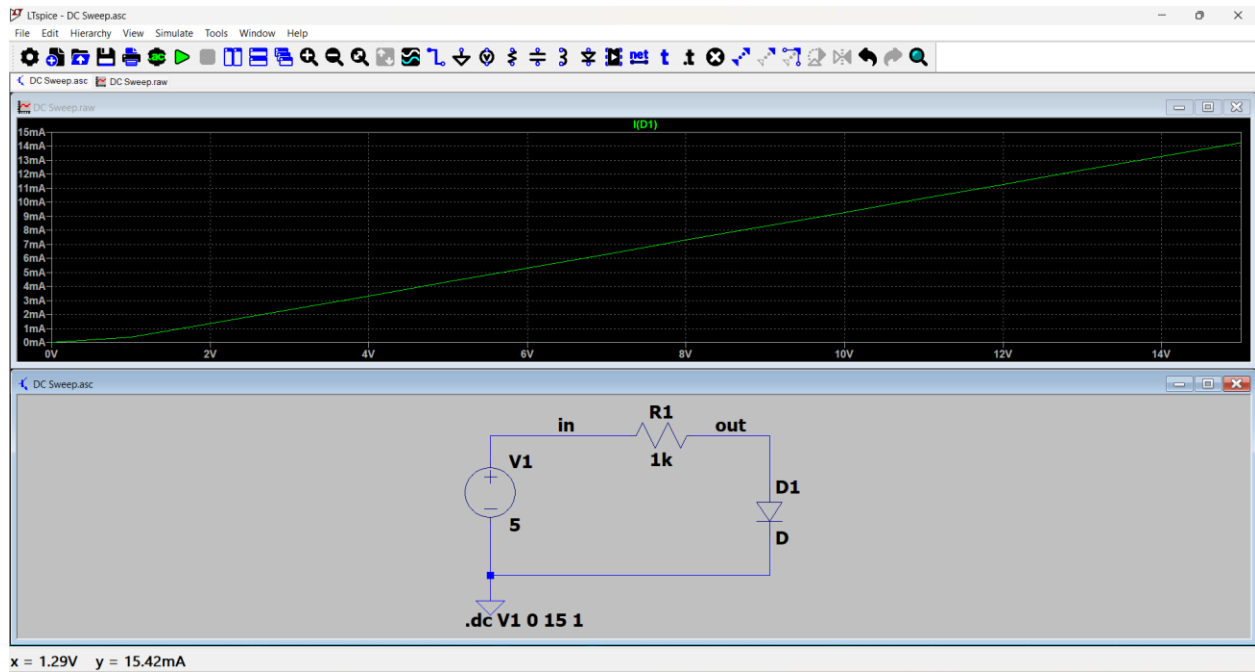 LTspice - DC Sweep.asc
File Edit Hierarchy View Simulate Tools Window Help
.ac net t .t
DC Sweep.asc DC Sweep.raw
DC Sweep.raw
I(D1)
15mA
14mA
13mA
12mA
11mA
10mA
9mA
8mA
7mA
6mA
5mA
4mA
3mA
2mA
1mA
0mA
0V 2V 4V 6V 8V 10V 12V 14V
DC Sweep.asc
R1
in out
V1 1k
D1
5
D
.dc V1 0 15 1
x = 1.29V y = 15.42mA